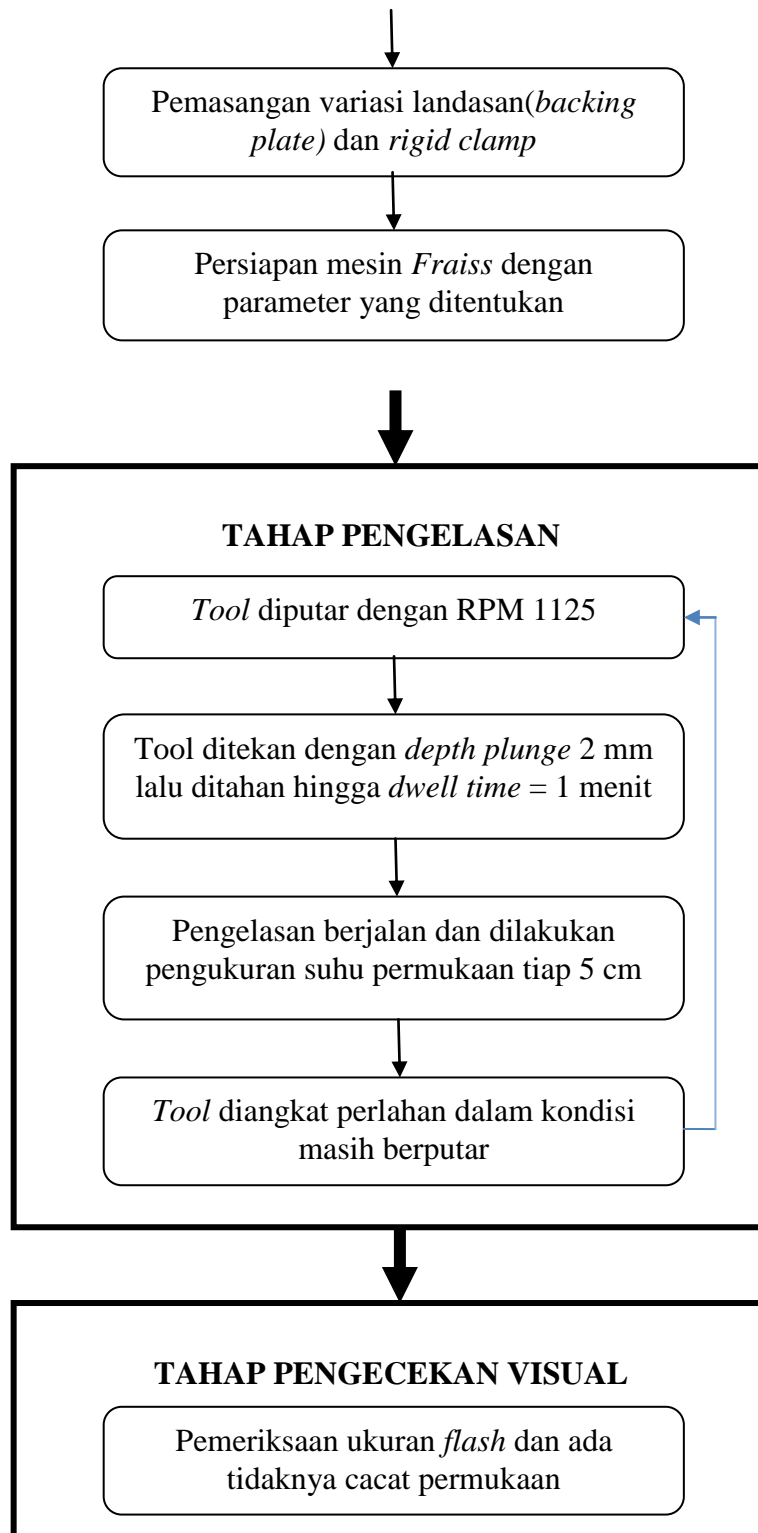 Pemasangan variasi landasan(backing
plate) dan rigid clamp
Persiapan mesin Fraiss dengan
parameter yang ditentukan
TAHAP PENGELASAN
Tool diputar dengan RPM 1125
Tool ditekan dengan depth plunge 2 mm
lalu ditahan hingga dwell time = 1 menit
Pengelasan berjalan dan dilakukan
pengukuran suhu permukaan tiap 5 cm
Tool diangkat perlahan dalam kondisi
masih berputar
TAHAP PENGECEKAN VISUAL
Pemeriksaan ukuran flash dan ada
tidaknya cacat permukaan